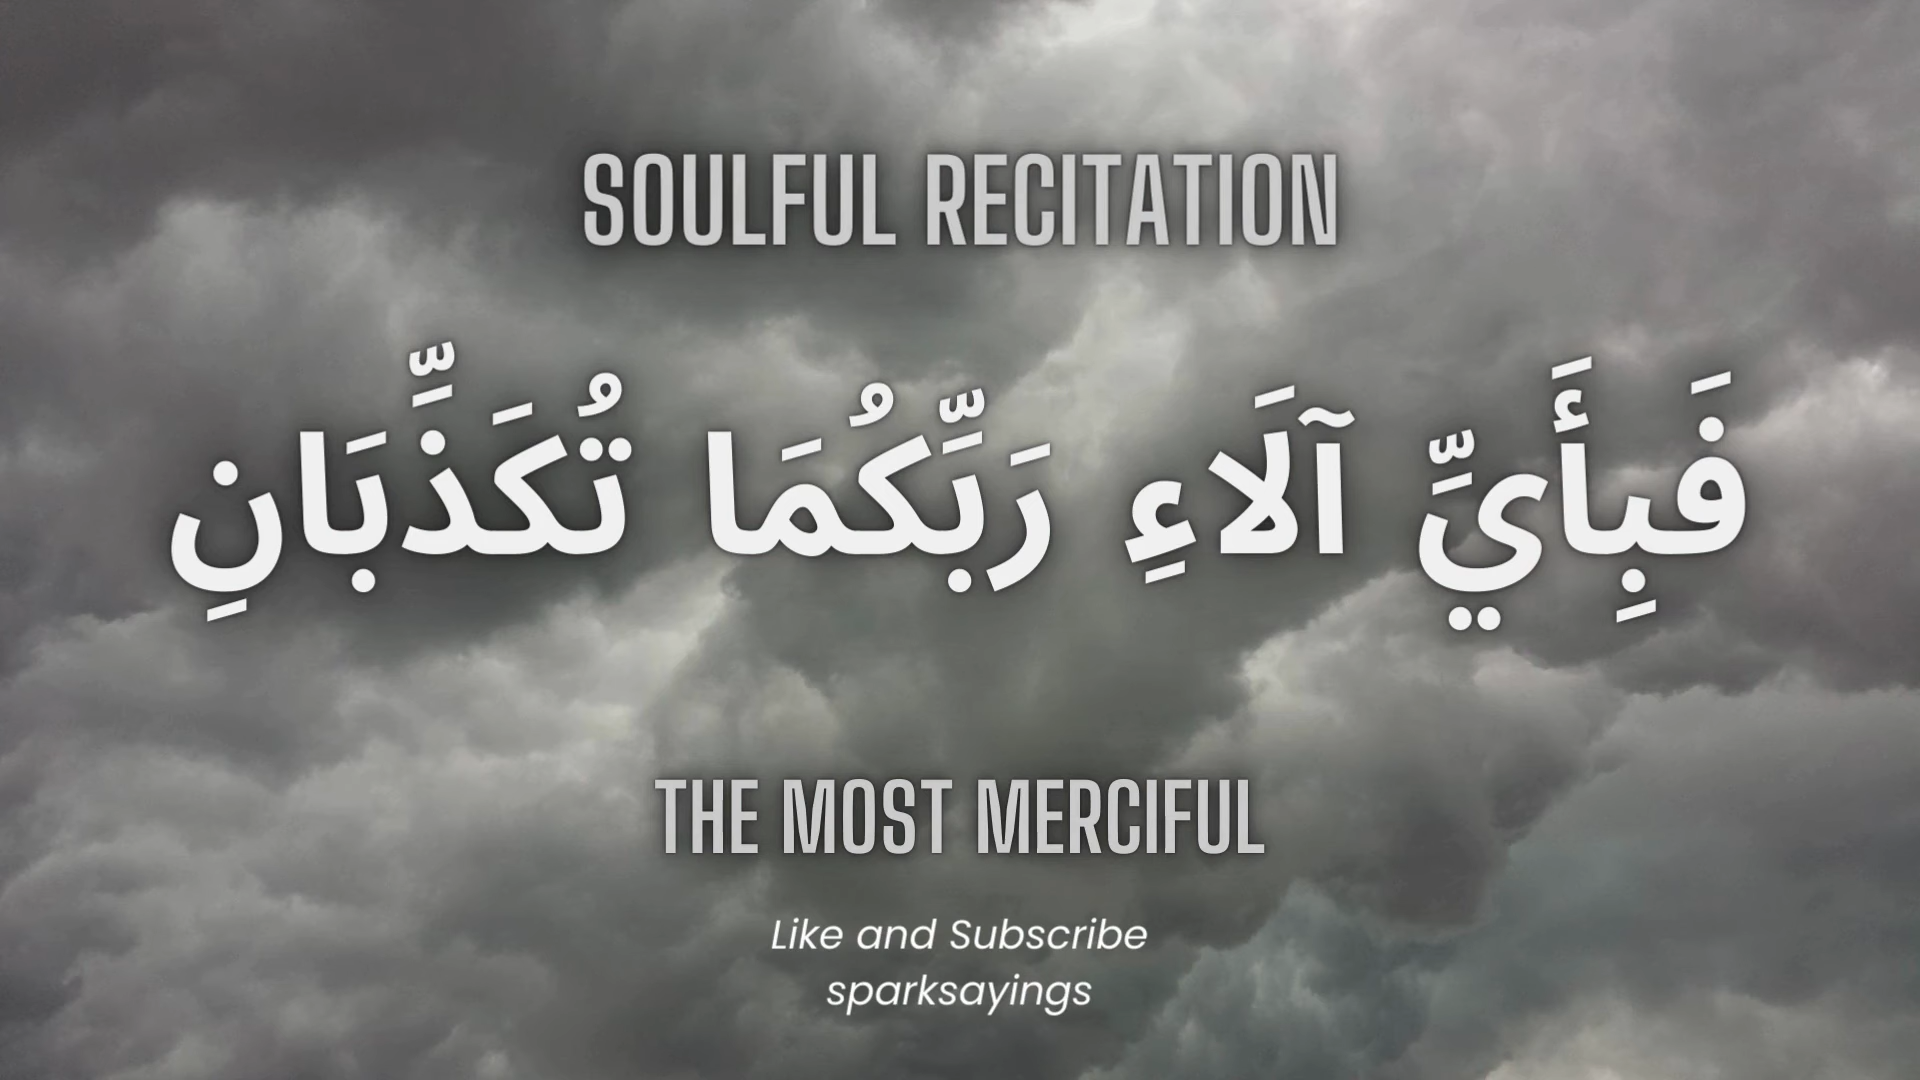 SOULFUL RECITATION
فَبِأَيِّ آلَاءِ رَبِّكُمَا تُكَذِّبَانِ
THE MOST MERCIFUL
Like and Subscribe
sparksayings